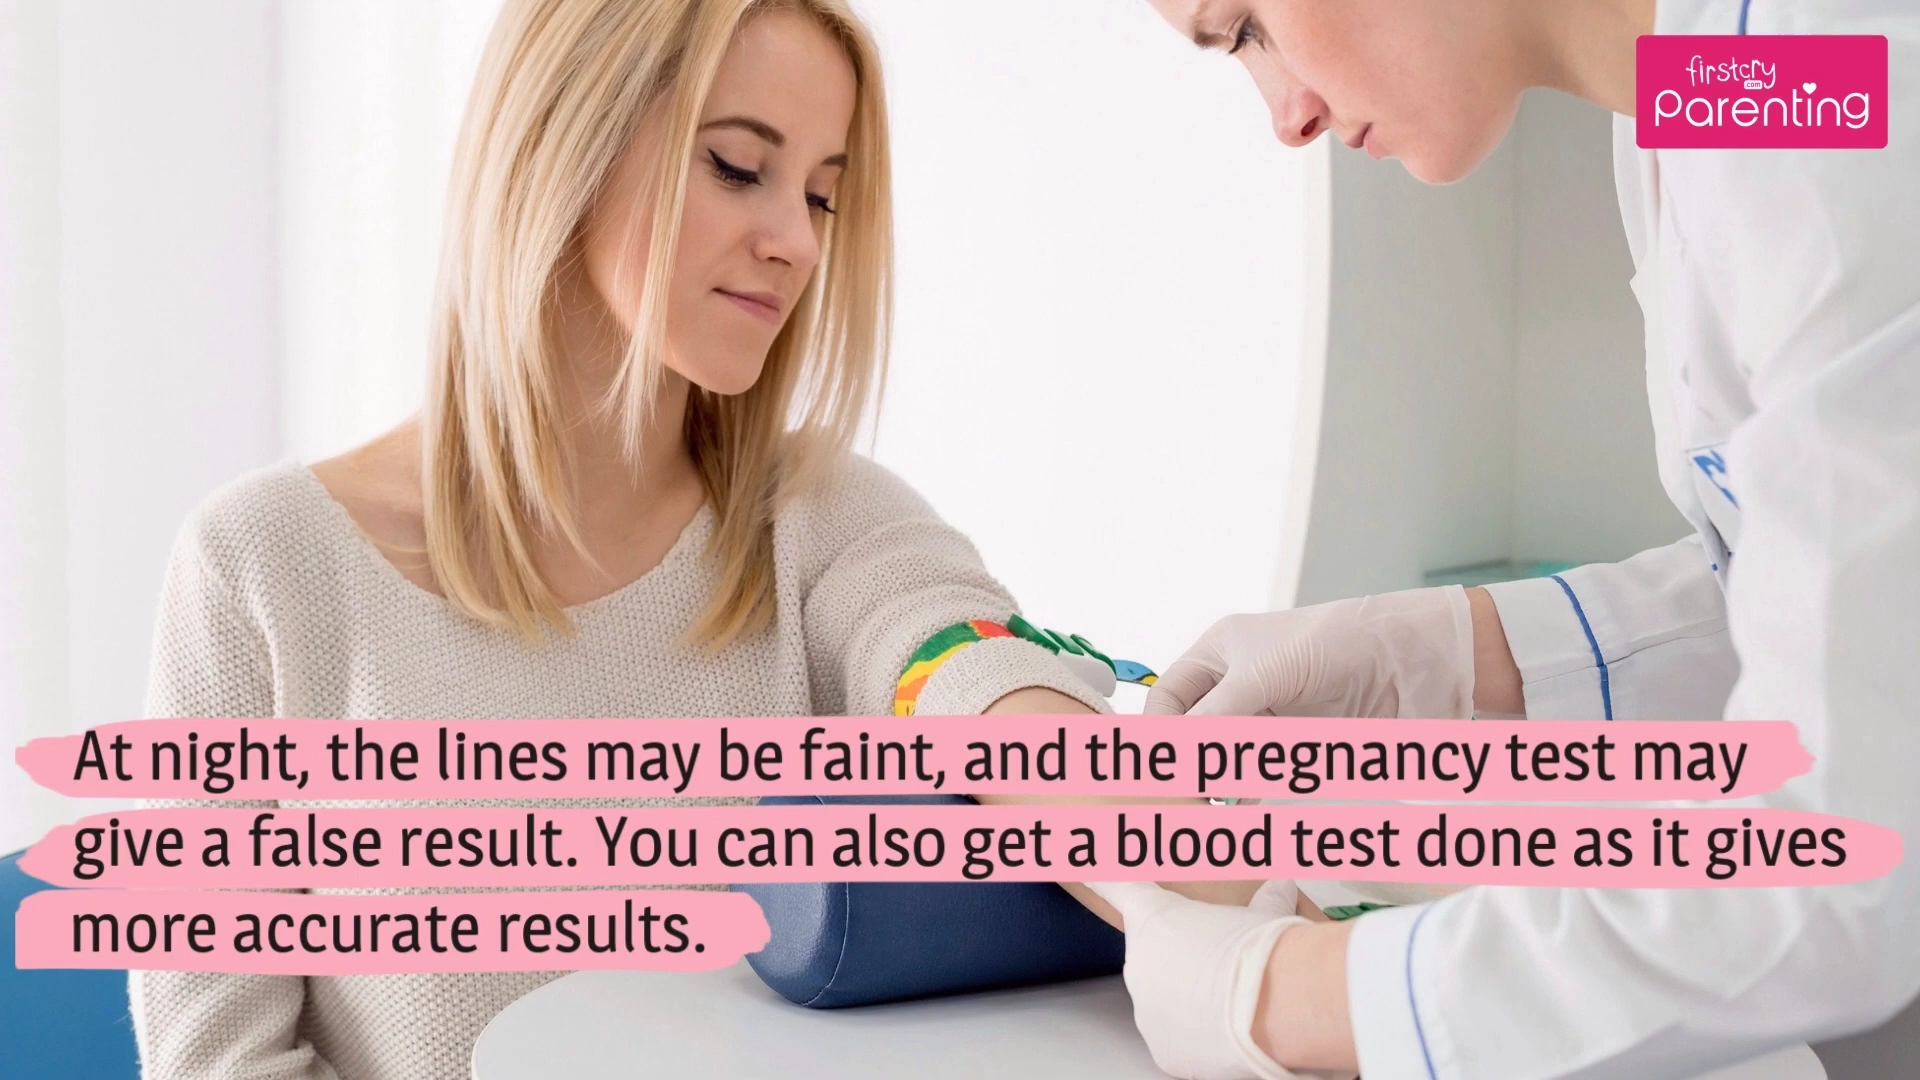 firstcry
.com
Parenting
At night, the lines may be faint, and the pregnancy test may
give a false result. You can also get a blood test done as it gives
more accurate results.